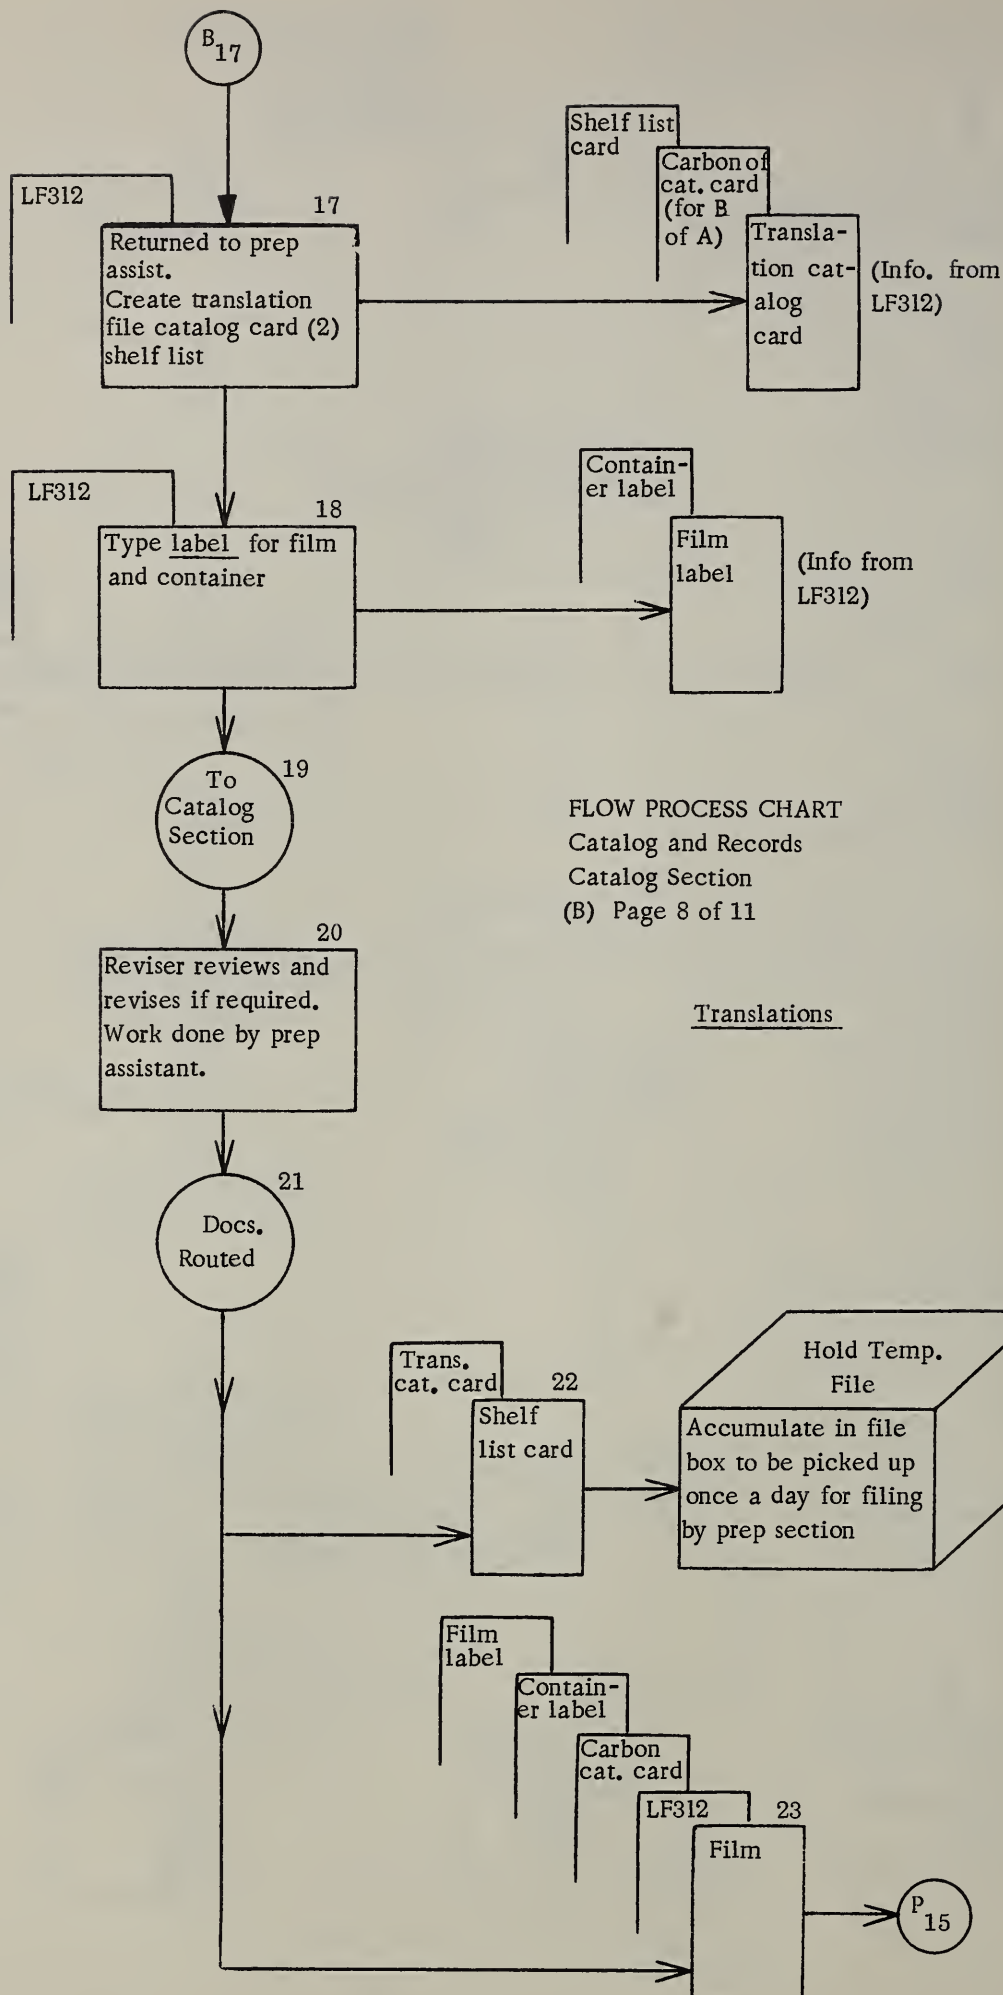 B
17
LF312
17
Returned to prep
assist.
Create translation
file catalog card (2)
shelf list
Shelf list
card
Carbon of
cat. card
(for B
of A)
Transla-
tion cat-
alog
card
(Info. from
LF312)
LF312
18
Type label for film
and container
Contain-
er label
Film
label
(Info from
LF312)
19
To
Catalog
Section
FLOW PROCESS CHART
Catalog and Records
Catalog Section
(B) Page 8 of 11
20
Reviser reviews and
revises if required.
Work done by prep
assistant.
Translations
21
Docs.
Routed
Trans.
cat. card
22
Shelf
list card
Hold Temp.
File
Accumulate in file
box to be picked up
once a day for filing
by prep section
Film
label
Contain-
er label
Carbon
cat. card
LF312
23
Film
P
15